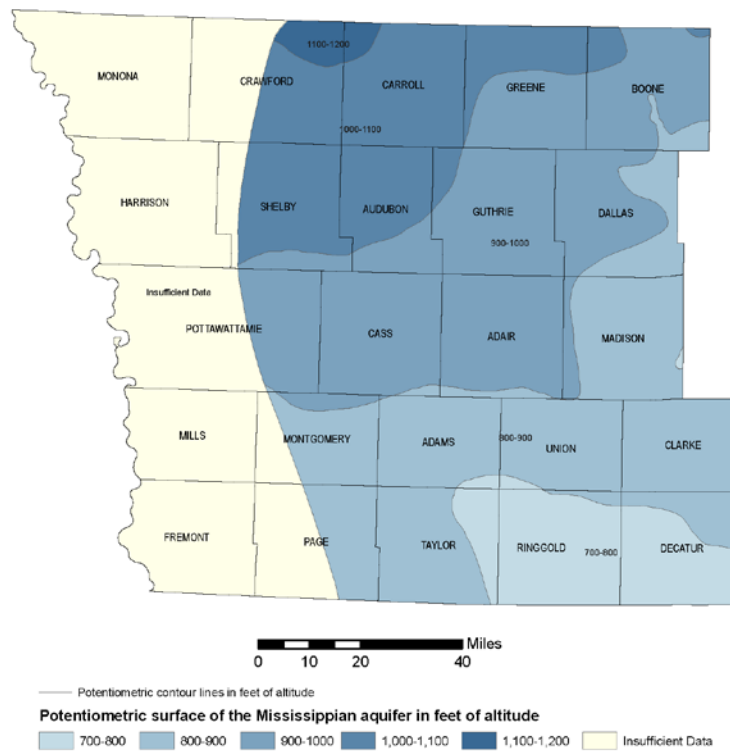 1100-1200
MONONA
CRAWFORD
CARROLL
GREENE
BOONE
1000-1100
HARRISON
SHELBY
AUDUBON
GUTHRIE
DALLAS
900-1000
Insufficient Data
POTTAWATTAMIE
CASS
ADAIR
MADISON
MILLS
MONTGOMERY
ADAMS
800-900
UNION
CLARKE
FREMONT
PAGE
TAYLOR
RINGGOLD
700-800
DECATUR
Miles
0 5 10 20 40
Potentiometric contour lines in feet of altitude
Potentiometric surface of the Mississippian aquifer in feet of altitude
700-800 800-900 900-1000 1,000-1,100 1,100-1,200 Insufficient Data